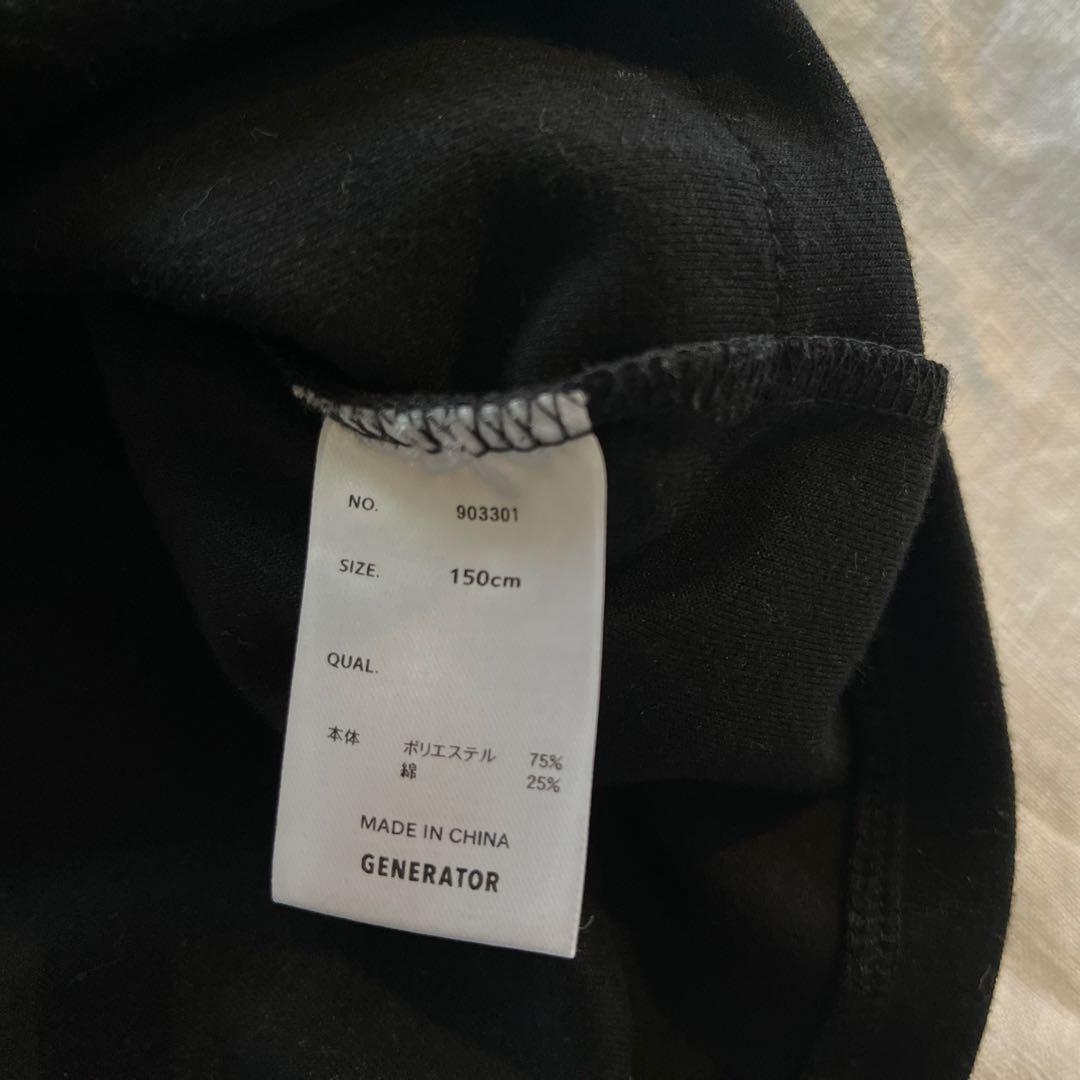 NO. 903301
SIZE. 150cm
QUAL.
本体 ポリエステル 75%
綿 25%
MADE IN CHINA
GENERATOR